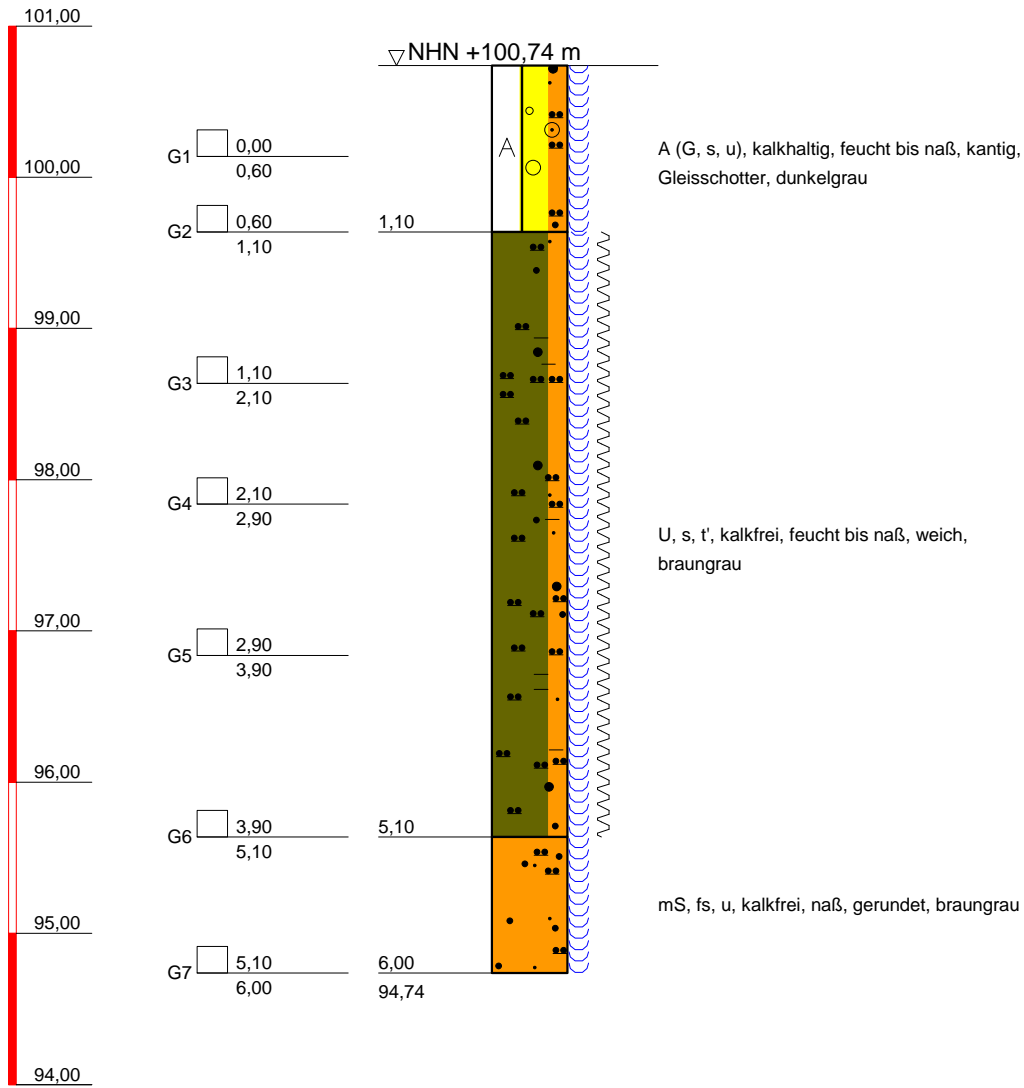 101,00
NHN +100,74 m
A
G1 0,00
0,60
A (G, s, u), kalkhaltig, feucht bis naß, kantig,
Gleisschotter, dunkelgrau
100,00
G2 0,60 1,10
1,10
99,00
G3 1,10
2,10
98,00
G4 2,10
2,90
U, s, t', kalkfrei, feucht bis naß, weich,
braungrau
97,00
G5 2,90
3,90
96,00
G6 3,90 5,10
5,10
mS, fs, u, kalkfrei, naß, gerundet, braungrau
95,00
G7 5,10 6,00
6,00 94,74
94,00